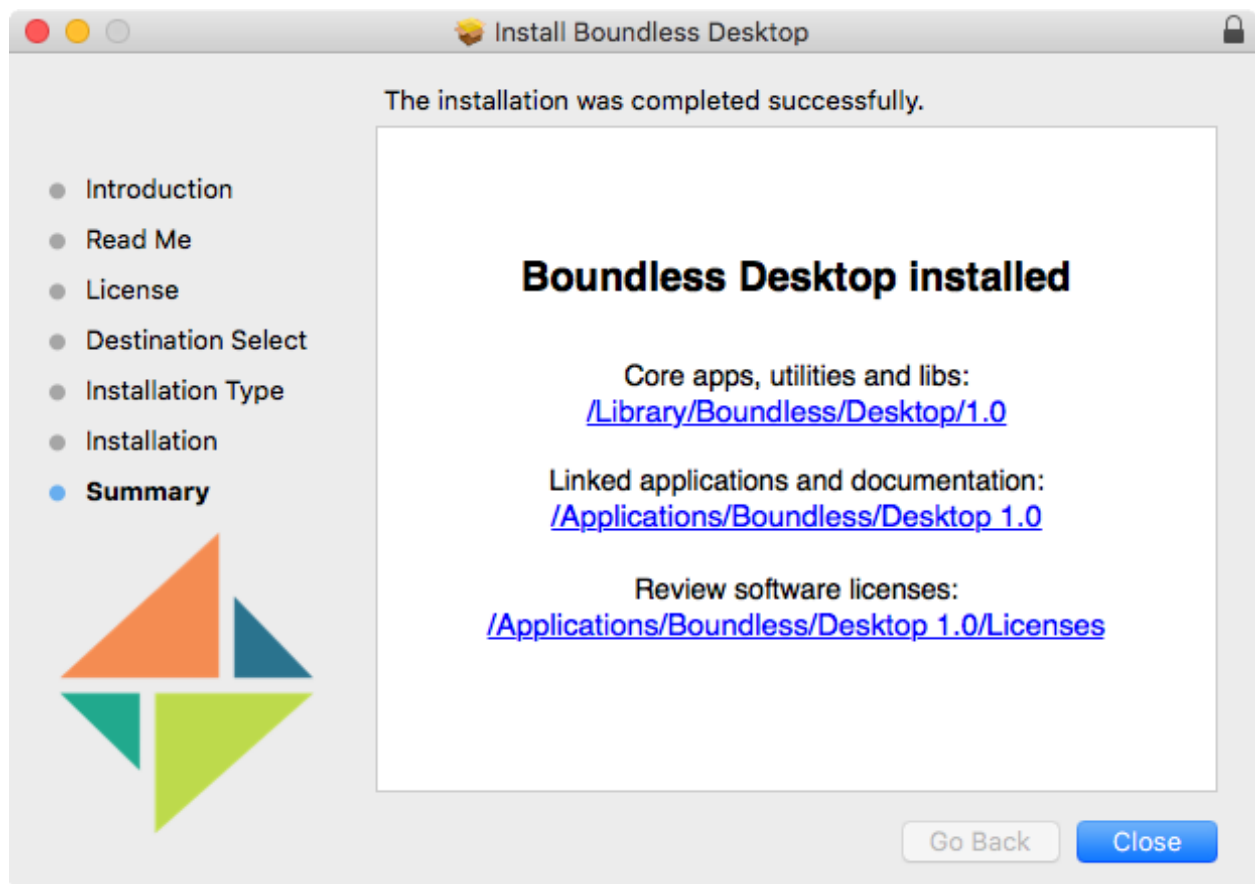 Install Boundless Desktop
The installation was completed successfully.
Introduction
Read Me
License
Destination Select
Installation Type
Installation
Summary
Boundless Desktop installed
Core apps, utilities and libs:
/Library/Boundless/Desktop/1.0
Linked applications and documentation:
/Applications/Boundless/Desktop 1.0
Review software licenses:
/Applications/Boundless/Desktop 1.0/Licenses
Go Back
Close